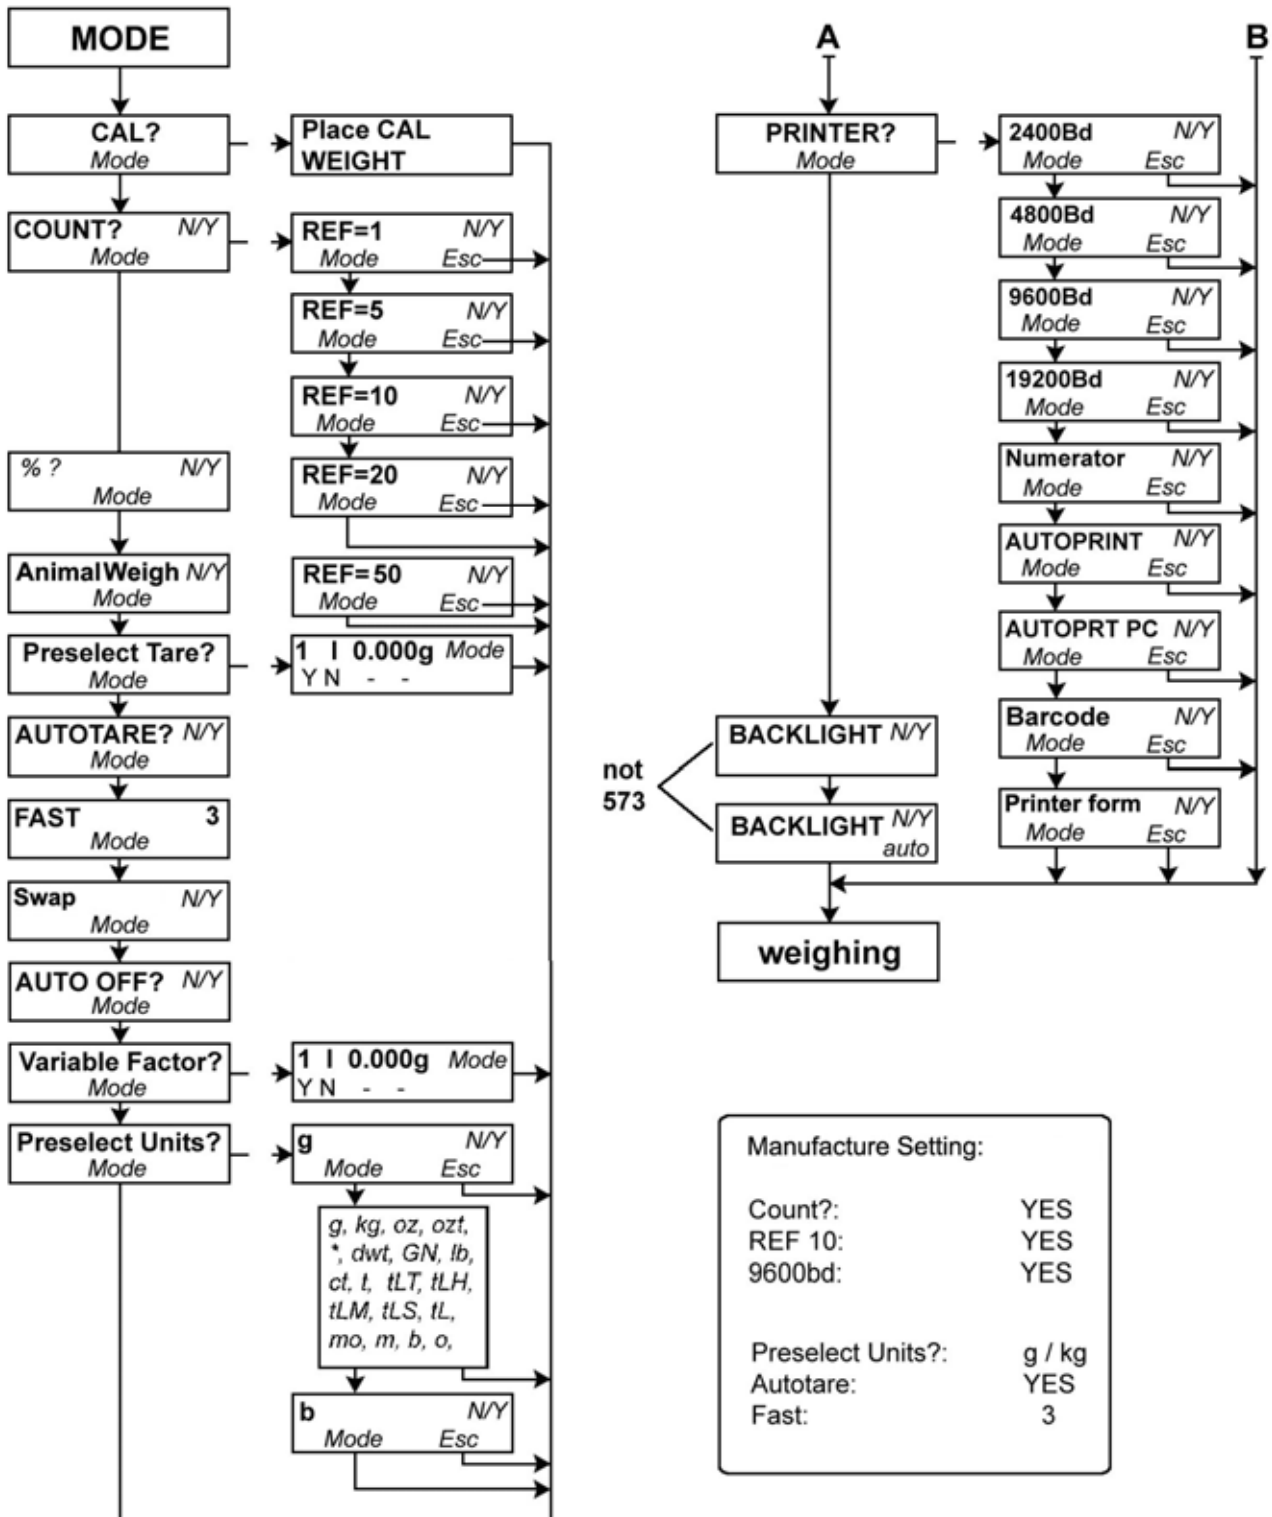 MODE
CAL?
Mode
Place CAL
WEIGHT
COUNT? N/Y
Mode
REF=1 N/Y
Mode Esc
REF=5 N/Y
Mode Esc
REF=10 N/Y
Mode Esc
% ? N/Y
Mode
REF=20 N/Y
Mode Esc
AnimalWeigh N/Y
Mode
REF=50 N/Y
Mode Esc
Preselect Tare?
Mode
1 I 0.000g Mode
Y N - -
AUTOTARE? N/Y
Mode
FAST 3
Mode
Swap N/Y
Mode
AUTO OFF? N/Y
Mode
Variable Factor?
Mode
1 I 0.000g Mode
Y N - -
Preselect Units?
Mode
g N/Y
Mode Esc
g, kg, oz, ozt,
*, dwt, GN, lb,
ct, t, tLT, tLH,
tLM, tLS, tL,
mo, m, b, o,
b N/Y
Mode Esc
A
B
PRINTER?
Mode
2400Bd N/Y
Mode Esc
4800Bd N/Y
Mode Esc
9600Bd N/Y
Mode Esc
19200Bd N/Y
Mode Esc
Numerator N/Y
Mode Esc
AUTOPRINT N/Y
Mode Esc
AUTOPRT PC N/Y
Mode Esc
Barcode N/Y
Mode Esc
Printer form N/Y
Mode Esc
not
573
BACKLIGHT N/Y
BACKLIGHT N/Y
auto
weighing
Manufacture Setting:
Count?: YES
REF 10: YES
9600bd: YES
Preselect Units?: g / kg
Autotare: YES
Fast: 3